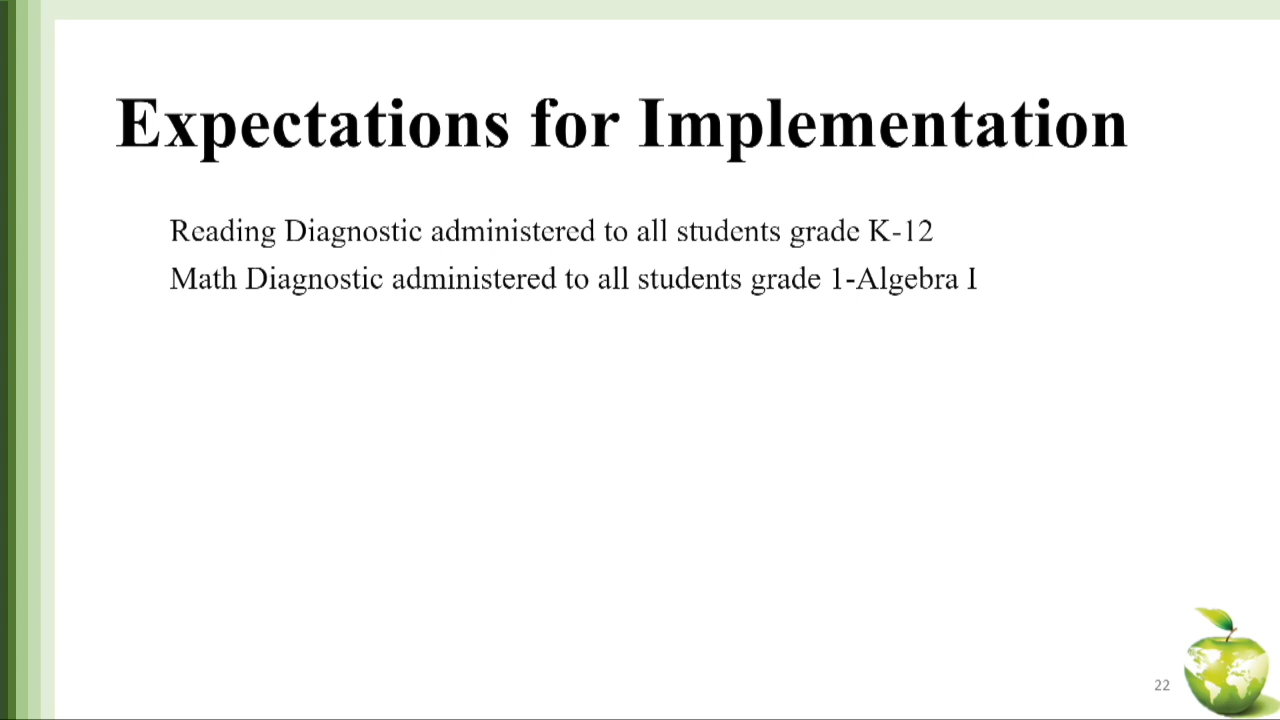 Expectations for Implementation
Reading Diagnostic administered to all students grade K-12
Math Diagnostic administered to all students grade 1-Algebra I
22